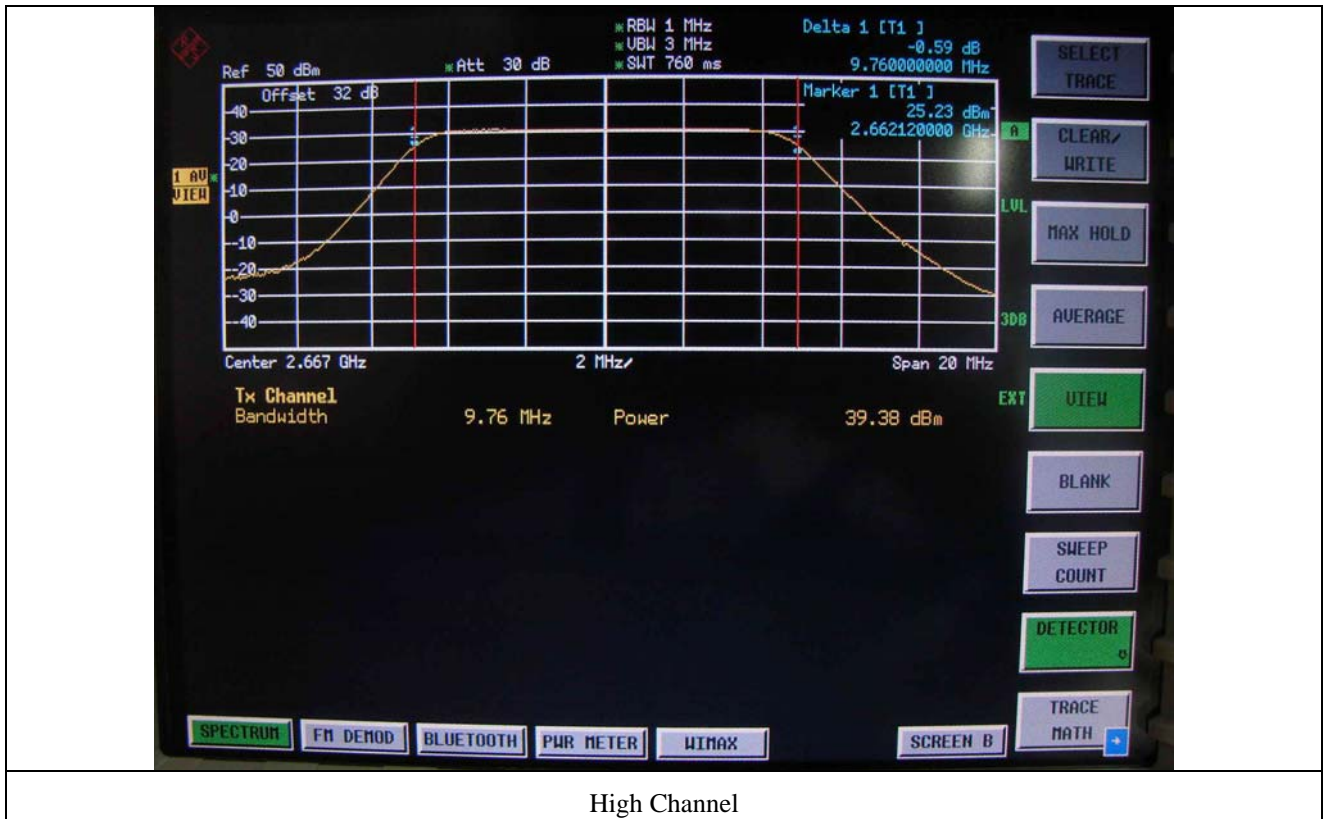 ※RBW 1 MHz
※VBW 3 MHz
Ref 50 dBm
※Att 30 dB
※SWT 760 ms
Delta 1 [T1 ]
-0.59 dB
9.760000000 MHz
Offset 32 dB
Marker 1 [T1 ]
25.23 dBm
2.662120000 GHz
40
30
20
10
0
-10
-20
-30
-40
1 AV※
VIEW
A
LVL
3DB
Center 2.667 GHz
2 MHz/
Span 20 MHz
Tx Channel
Bandwidth 9.76 MHz Power 39.38 dBm
EXT
SELECT
TRACE
CLEAR/
WRITE
MAX HOLD
AVERAGE
VIEW
BLANK
SWEEP
COUNT
DETECTOR
TRACE
MATH
SPECTRUM FM DEMOD BLUETOOTH PWR METER WIMAX SCREEN B
High Channel